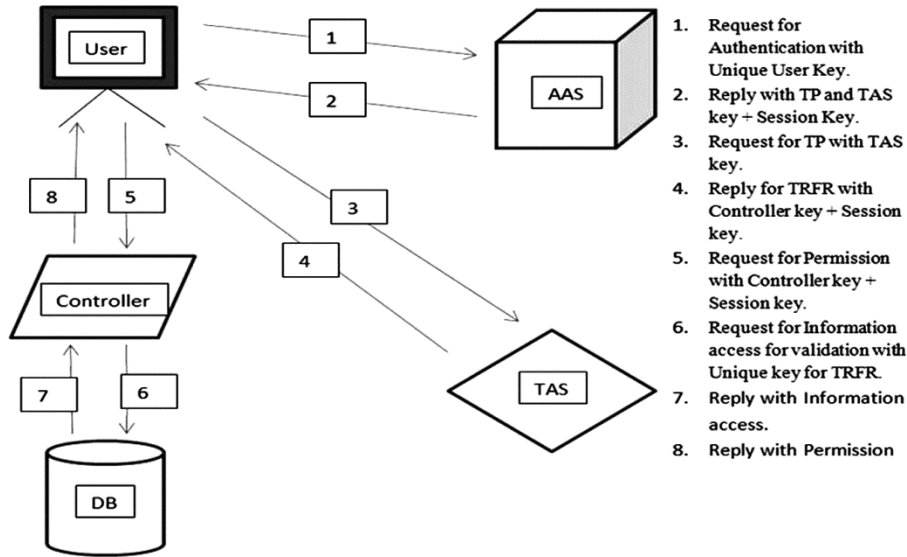 User
1
AAS
2
3
4
8
5
Controller
7
6
TAS
DB
1. Request for
Authentication with
Unique User Key.
2. Reply with TP and TAS
key + Session Key.
3. Request for TP with TAS
key.
4. Reply for TRFR with
Controller key + Session
key.
5. Request for Permission
with Controller key +
Session key.
6. Request for Information
access for validation with
Unique key for TRFR.
7. Reply with Information
access.
8. Reply with Permission